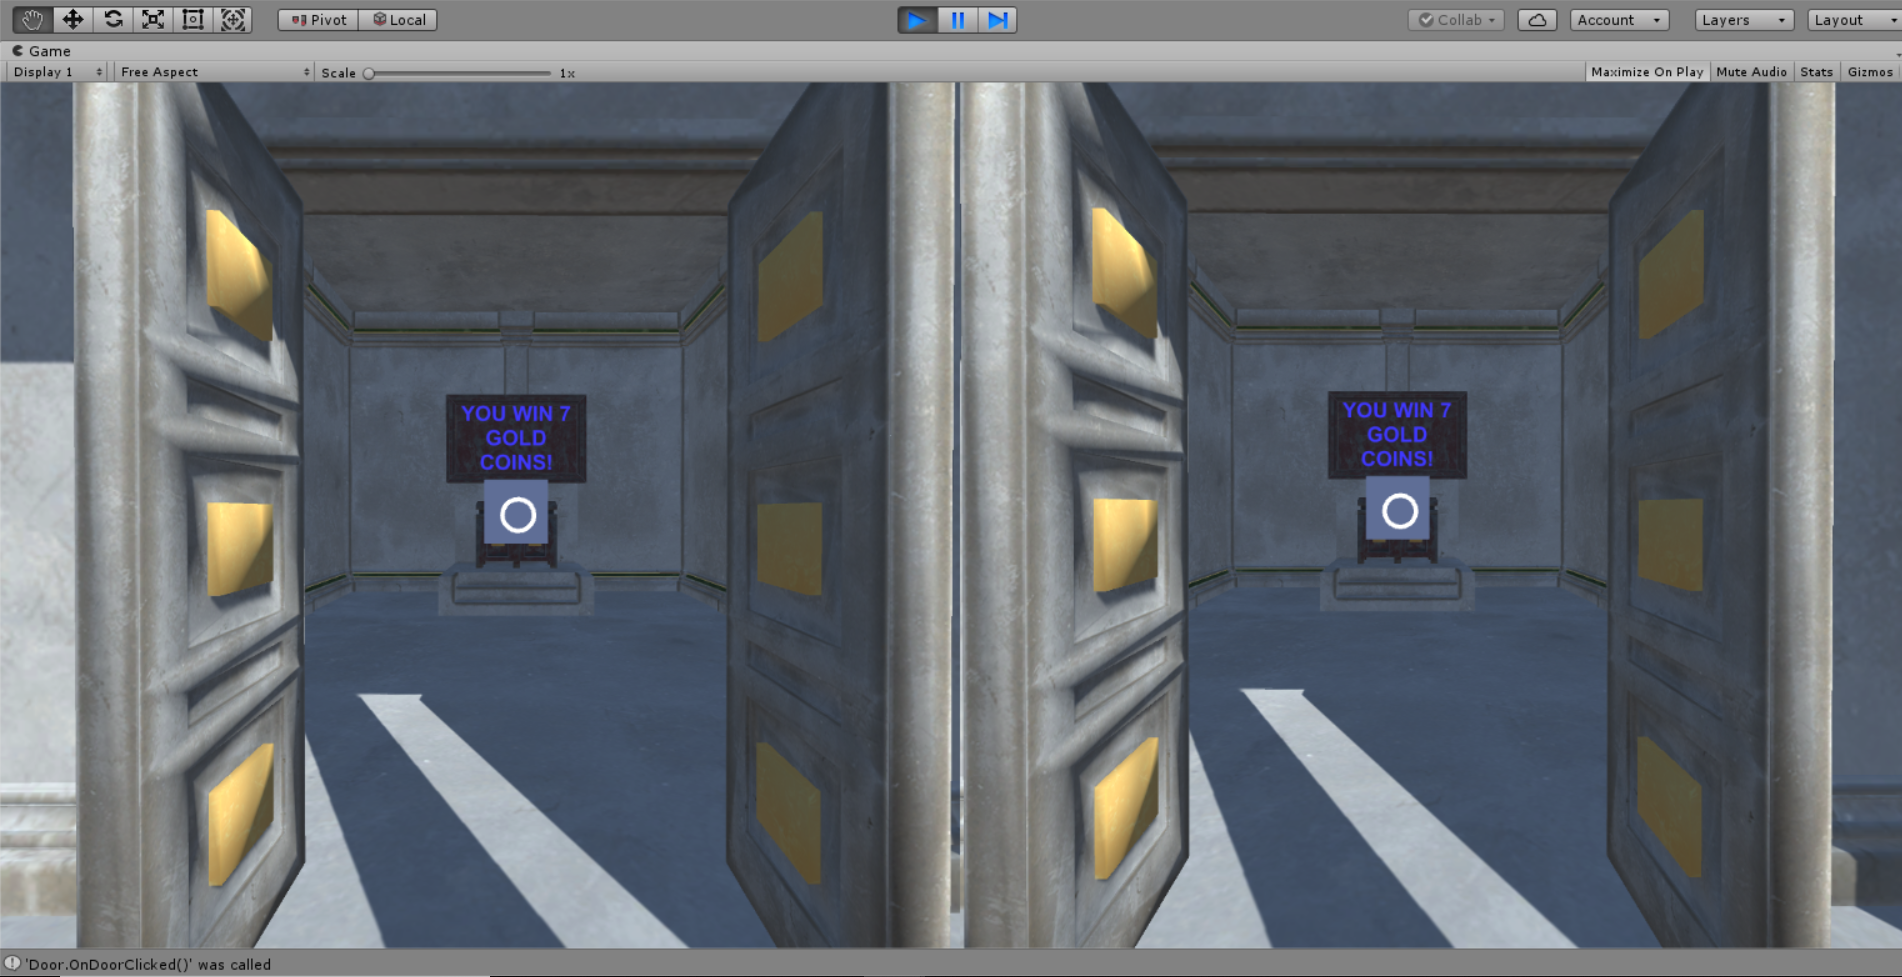 Pivot Local Collab Account Layers Layout
Game
Display 1 Free Aspect Scale 1x Maximize On Play Mute Audio Stats Gizmos
YOU WIN 7
GOLD
COINS!
YOU WIN 7
GOLD
COINS!
'Door.OnDoorClicked()' was called